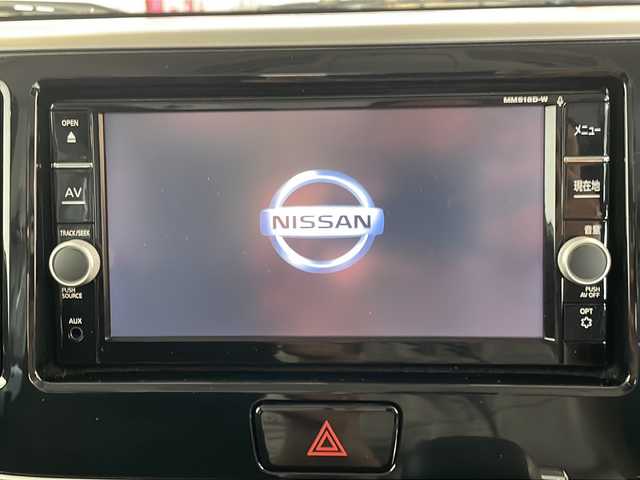 MM518D-W
OPEN
AV
TRACK/SEEK
PUSH
SOURCE
AUX
NISSAN
メニュー
現在地
音量
PUSH
AV OFF
OPT